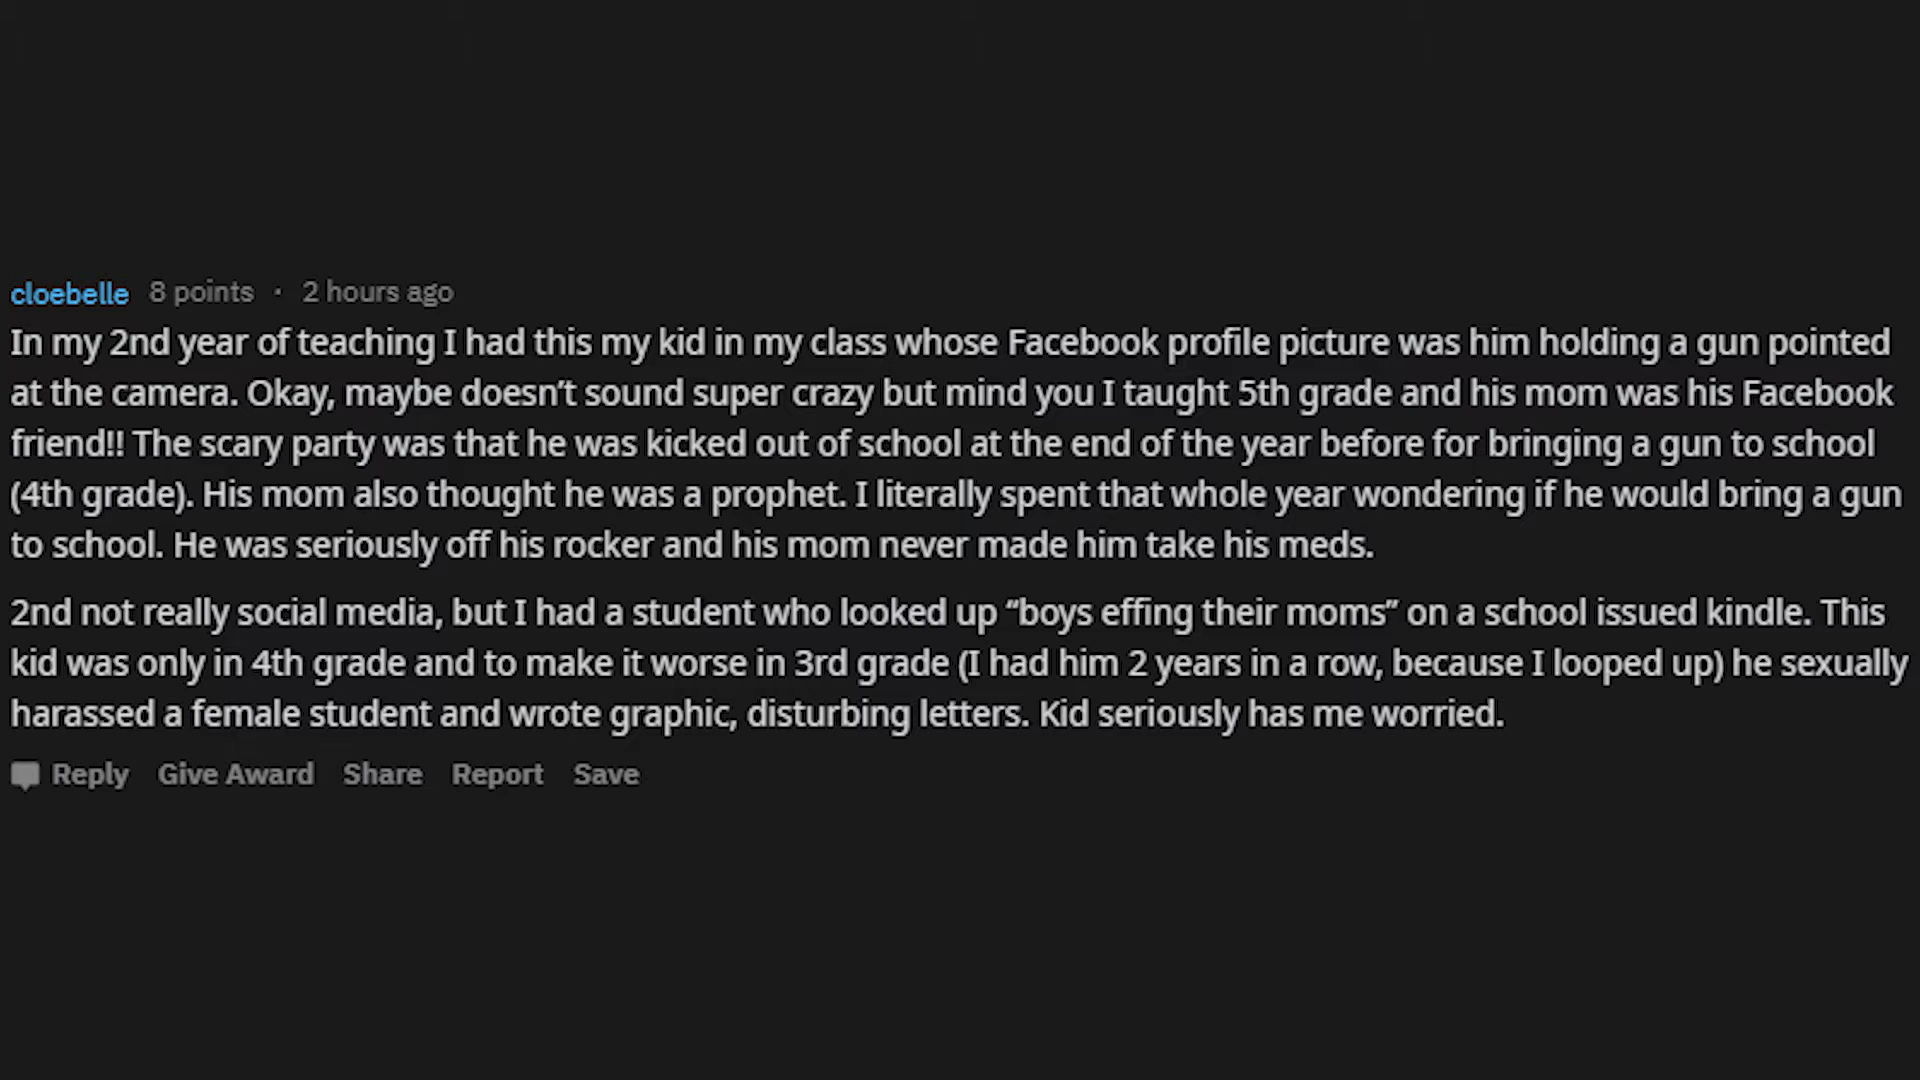 cloebelle 8 points · 2 hours ago
In my 2nd year of teaching I had this my kid in my class whose Facebook profile picture was him holding a gun pointed
at the camera. Okay, maybe doesn’t sound super crazy but mind you I taught 5th grade and his mom was his Facebook
friend!! The scary party was that he was kicked out of school at the end of the year before for bringing a gun to school
(4th grade). His mom also thought he was a prophet. I literally spent that whole year wondering if he would bring a gun
to school. He was seriously off his rocker and his mom never made him take his meds.
2nd not really social media, but I had a student who looked up “boys effing their moms” on a school issued kindle. This
kid was only in 4th grade and to make it worse in 3rd grade (I had him 2 years in a row, because I looped up) he sexually
harassed a female student and wrote graphic, disturbing letters. Kid seriously has me worried.
Reply Give Award Share Report Save